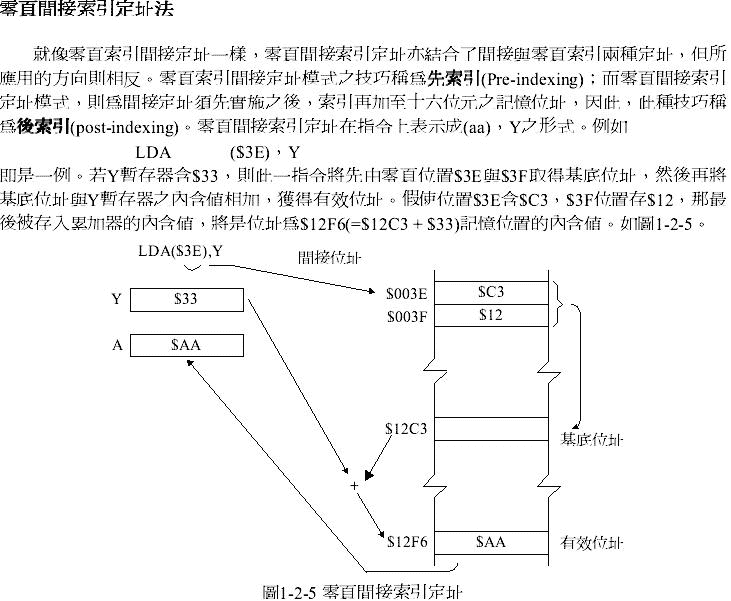 零頁間接索引定址法
就像零頁索引間接定址一樣，零頁間接索引定址亦結合了間接與零頁索引兩種定址，但所
應用的方向則相反。零頁索引間接定址模式之技巧稱爲先索引(Pre-indexing)；而零頁間接索引
定址模式，則爲間接定址須先實施之後，索引再加至十六位元之記憶位址，因此，此種技巧稱
爲後索引(post-indexing)。零頁間接索引定址在指令上表示成(aa)，Y之形式。例如
LDA ($3E)，Y
即是一例。若Y暫存器含$33，則此一指令將先由零頁位置$3E與$3F取得基底位址，然後再將
基底位址與Y暫存器之內含值相加，獲得有效位址。假使位置$3E含$C3，$3F位置存$12，那最
後被存入累加器的內含值，將是位址爲$12F6(=$12C3 + $33)記憶位置的內含值。如圖1-2-5。
LDA($3E),Y
間接位址
Y $33
$003E $C3
$003F $12
A $AA
$12C3
基底位址
+
$12F6 $AA 有效位址
圖1-2-5 零頁間接索引定址